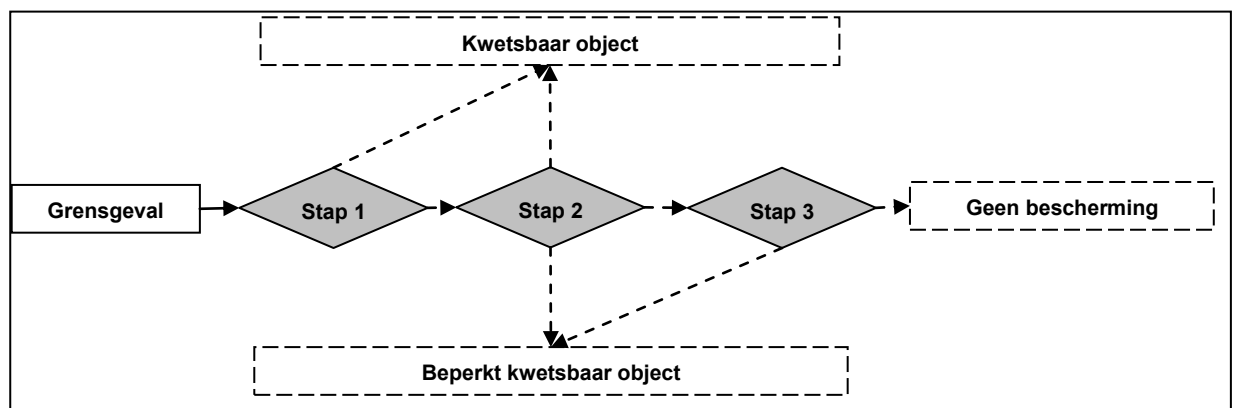 Kwetsbaar object
Grensgeval
Stap 1
Stap 2
Stap 3
Geen bescherming
Beperkt kwetsbaar object